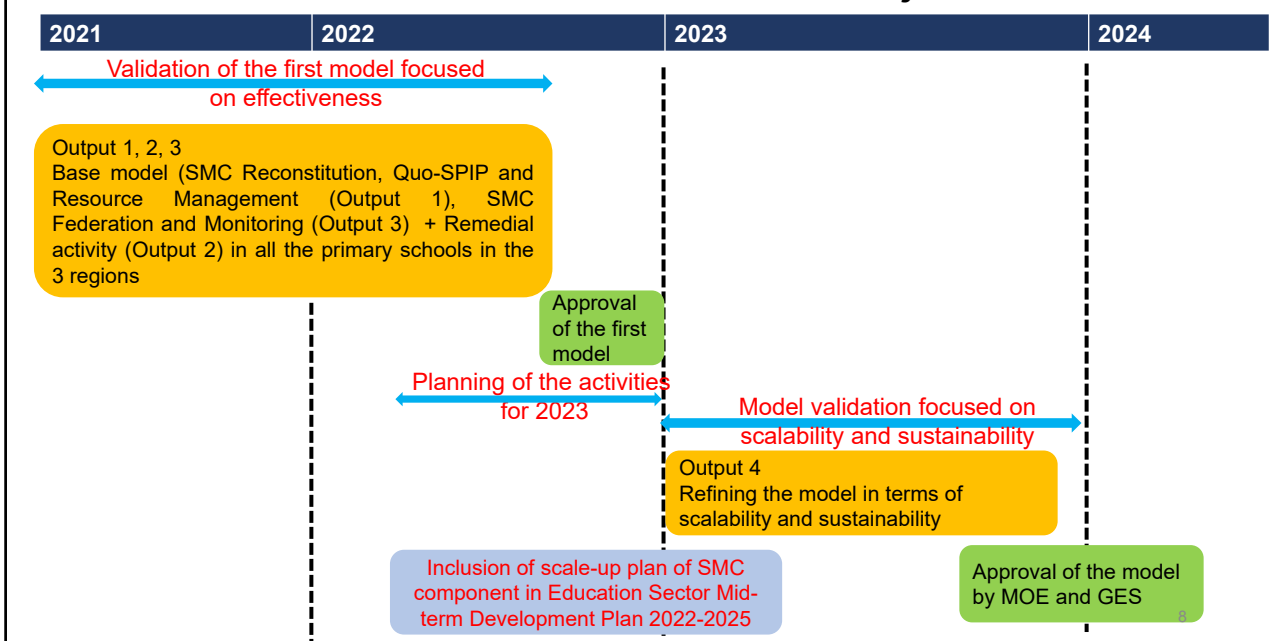 2021
2022
2023
2024
Validation of the first model focused
on effectiveness
Output 1, 2, 3
Base model (SMC Reconstitution, Quo-SPIP and
Resource Management (Output 1), SMC
Federation and Monitoring (Output 3) + Remedial
activity (Output 2) in all the primary schools in the
3 regions
Approval
of the first
model
Planning of the activities
for 2023
Model validation focused on
scalability and sustainability
Output 4
Refining the model in terms of
scalability and sustainability
Inclusion of scale-up plan of SMC
component in Education Sector Mid-
term Development Plan 2022-2025
Approval of the model
by MOE and GES
8